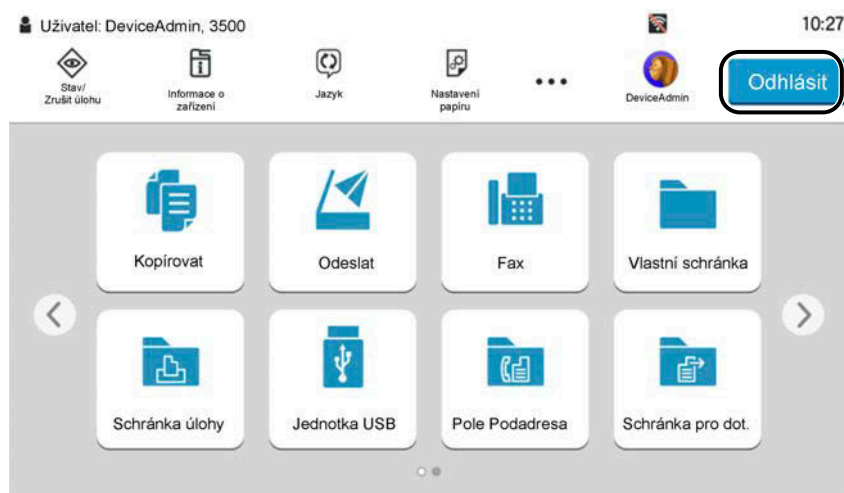 Uživatel: DeviceAdmin, 3500
10:27
Stav/
Zrušit úlohu
Informace o
zařízení
Jazyk
Nastavení
papíru
DeviceAdmin
Odhlásit
Kopírovat
Odeslat
Fax
Vlastní schránka
Schránka úlohy
Jednotka USB
Pole Podadresa
Schránka pro dot.